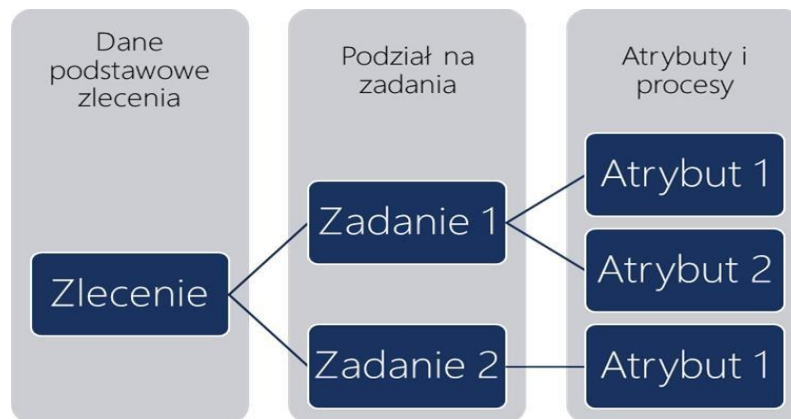 Dane
podstawowe
zlecenia
Podział na
zadania
Atrybuty i
procesy
Zlecenie
Zadanie 1
Zadanie 2
Atrybut 1
Atrybut 2
Atrybut 1